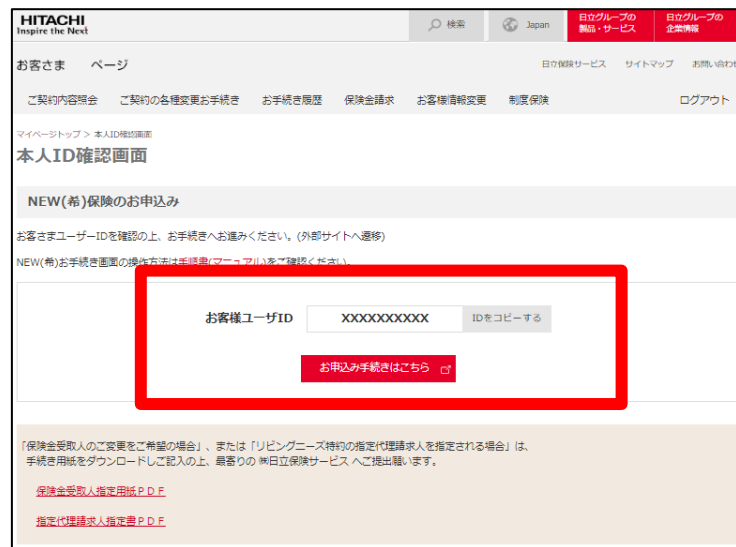 HITACHI
Inspire the Next
検索
Japan
日立グループの
製品・サービス
日立グループの
企業情報
お客さま ページ
日立保険サービス サイトマップ お問い合わせ
ご契約内容照会 ご契約の各種変更お手続き お手続き履歴 保険金請求 お客様情報変更 制度保険 ログアウト
マイページトップ > 本人ID確認画面
本人ID確認画面
NEW(希)保険のお申込み
お客さまユーザーIDを確認の上、お手続きへお進みください。(外部サイトへ遷移)
NEW(希)お手続き画面の操作方法は手順書(マニュアル)をご確認ください。
お客様ユーザID XXXXXXXXXX IDをコピーする
お申込み手続きはこちら
「保険金受取人のご変更をご希望の場合」、または「リビングニーズ特約の指定代理請求人を指定される場合」は、
手続き用紙をダウンロードしご記入の上、最寄りの ㈱日立保険サービス へご提出願います。
保険金受取人指定用紙ＰＤＦ
指定代理請求人指定書ＰＤＦ